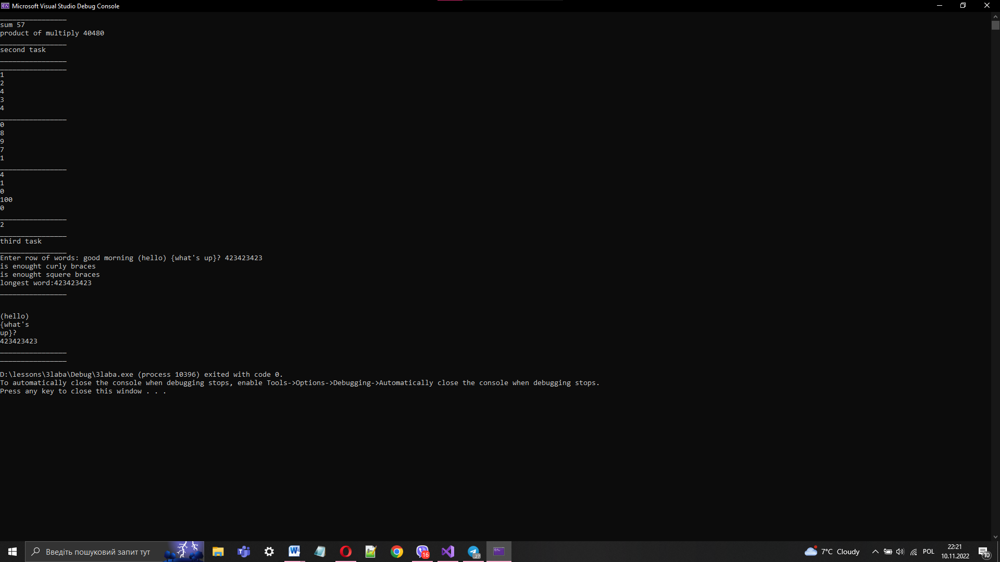 Microsoft Visual Studio Debug Console
________________
sum 57
product of multiply 40480
________________
second task
________________
________________
1
2
4
3
4
________________
0
8
9
7
1
________________
4
1
0
100
0
________________
2
________________
third task
________________
Enter row of words: good morning (hello) {what's up}? 423423423
is enought curly braces
is enought squere braces
longest word:423423423
________________
(hello)
{what's
up}?
423423423
________________
________________
D:\lessons\3laba\Debug\3laba.exe (process 10396) exited with code 0.
To automatically close the console when debugging stops, enable Tools->Options->Debugging->Automatically close the console when debugging stops.
Press any key to close this window . . .
Введіть пошуковий запит тут
16
27
7°C Cloudy
POL
22:21
10.11.2022
10